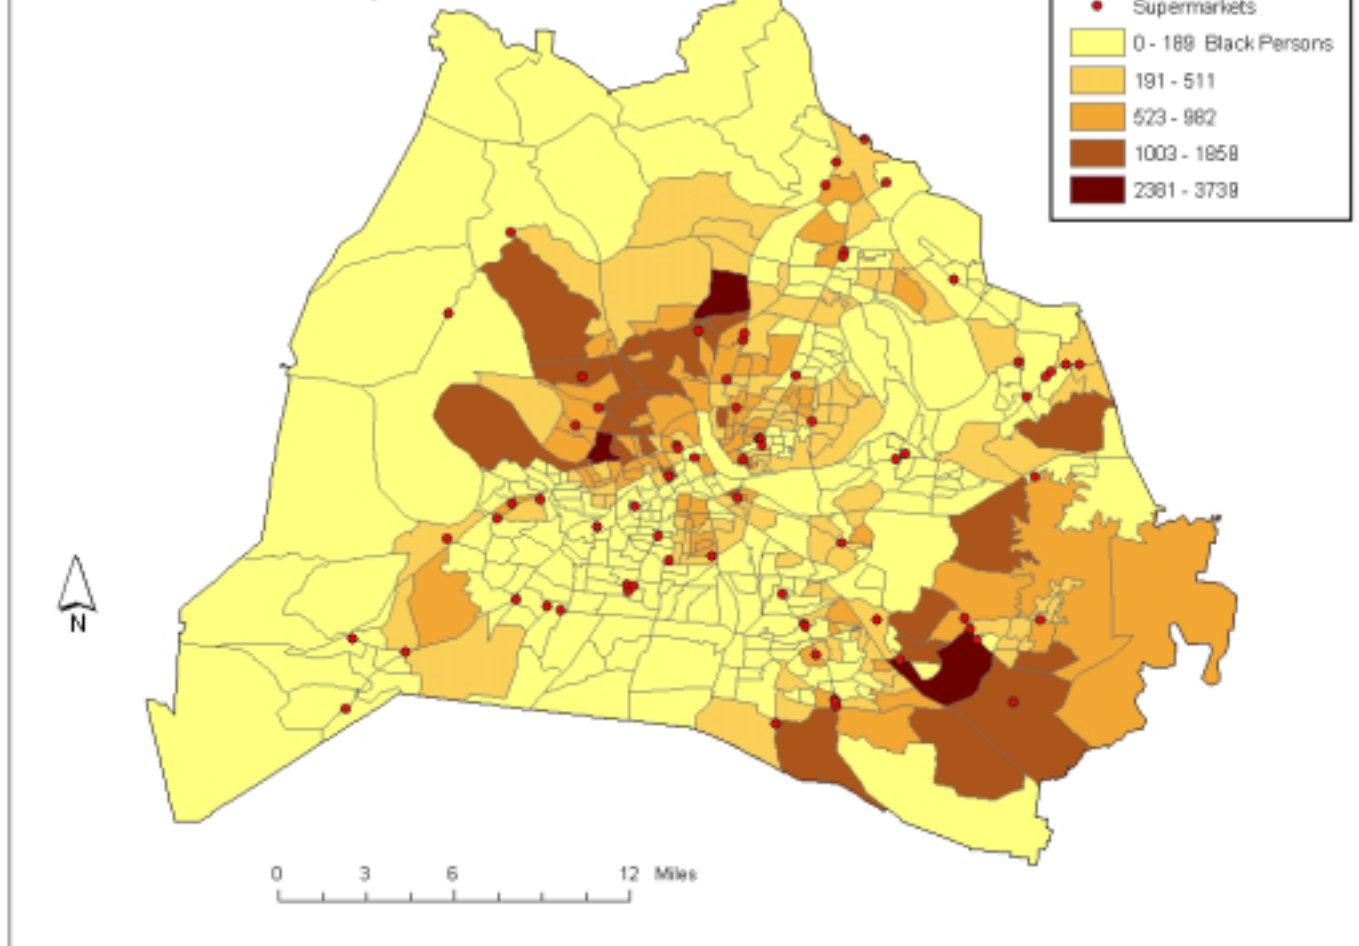 Supermarkets
0 - 189 Black Persons
191 - 511
523 - 982
1003 - 1858
2381 - 3739
N
0 3 6 12 Miles